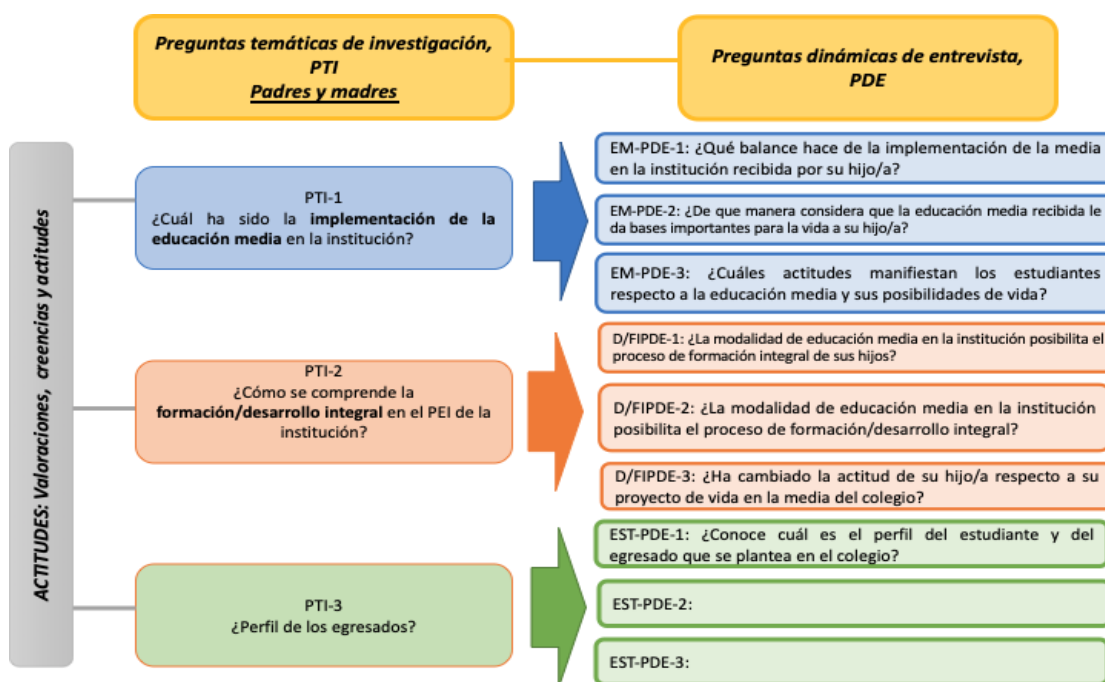 Preguntas temáticas de investigación,
PTI
Padres y madres
Preguntas dinámicas de entrevista,
PDE
ACTITUDES: Valoraciones, creencias y actitudes
PTI-1
¿Cuál ha sido la implementación de la
educación media en la institución?
EM-PDE-1: ¿Qué balance hace de la implementación de la media
en la institución recibida por su hijo/a?
EM-PDE-2: ¿De que manera considera que la educación media recibida le
da bases importantes para la vida a su hijo/a?
EM-PDE-3: ¿Cuáles actitudes manifiestan los estudiantes
respecto a la educación media y sus posibilidades de vida?
PTI-2
¿Cómo se comprende la
formación/desarrollo integral en el PEI de la
institución?
D/FIPDE-1: ¿La modalidad de educación media en la institución posibilita el
proceso de formación integral de sus hijos?
D/FIPDE-2: ¿La modalidad de educación media en la institución
posibilita el proceso de formación/desarrollo integral?
D/FIPDE-3: ¿Ha cambiado la actitud de su hijo/a respecto a su
proyecto de vida en la media del colegio?
PTI-3
¿Perfil de los egresados?
EST-PDE-1: ¿Conoce cuál es el perfil del estudiante y del
egresado que se plantea en el colegio?
EST-PDE-2:
EST-PDE-3: